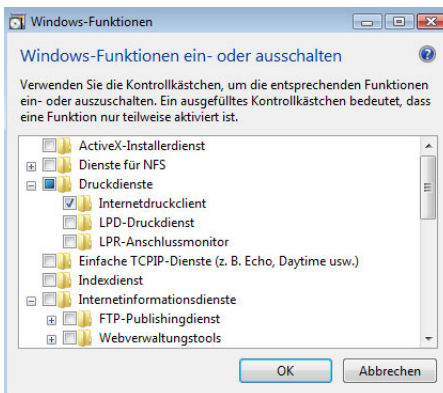 Windows-Funktionen
Windows-Funktionen ein- oder ausschalten
Verwenden Sie die Kontrollkästchen, um die entsprechenden Funktionen
ein- oder auszuschalten. Ein ausgefülltes Kontrollkästchen bedeutet, dass
eine Funktion nur teilweise aktiviert ist.
ActiveX-Installerdienst
Dienste für NFS
Druckdienste
Internetdruckclient
LPD-Druckdienst
LPR-Anschlussmonitor
Einfache TCPIP-Dienste (z. B. Echo, Daytime usw.)
Indexdienst
Internetinformationsdienste
FTP-Publishingdienst
Webverwaltungstools
OK Abbrechen